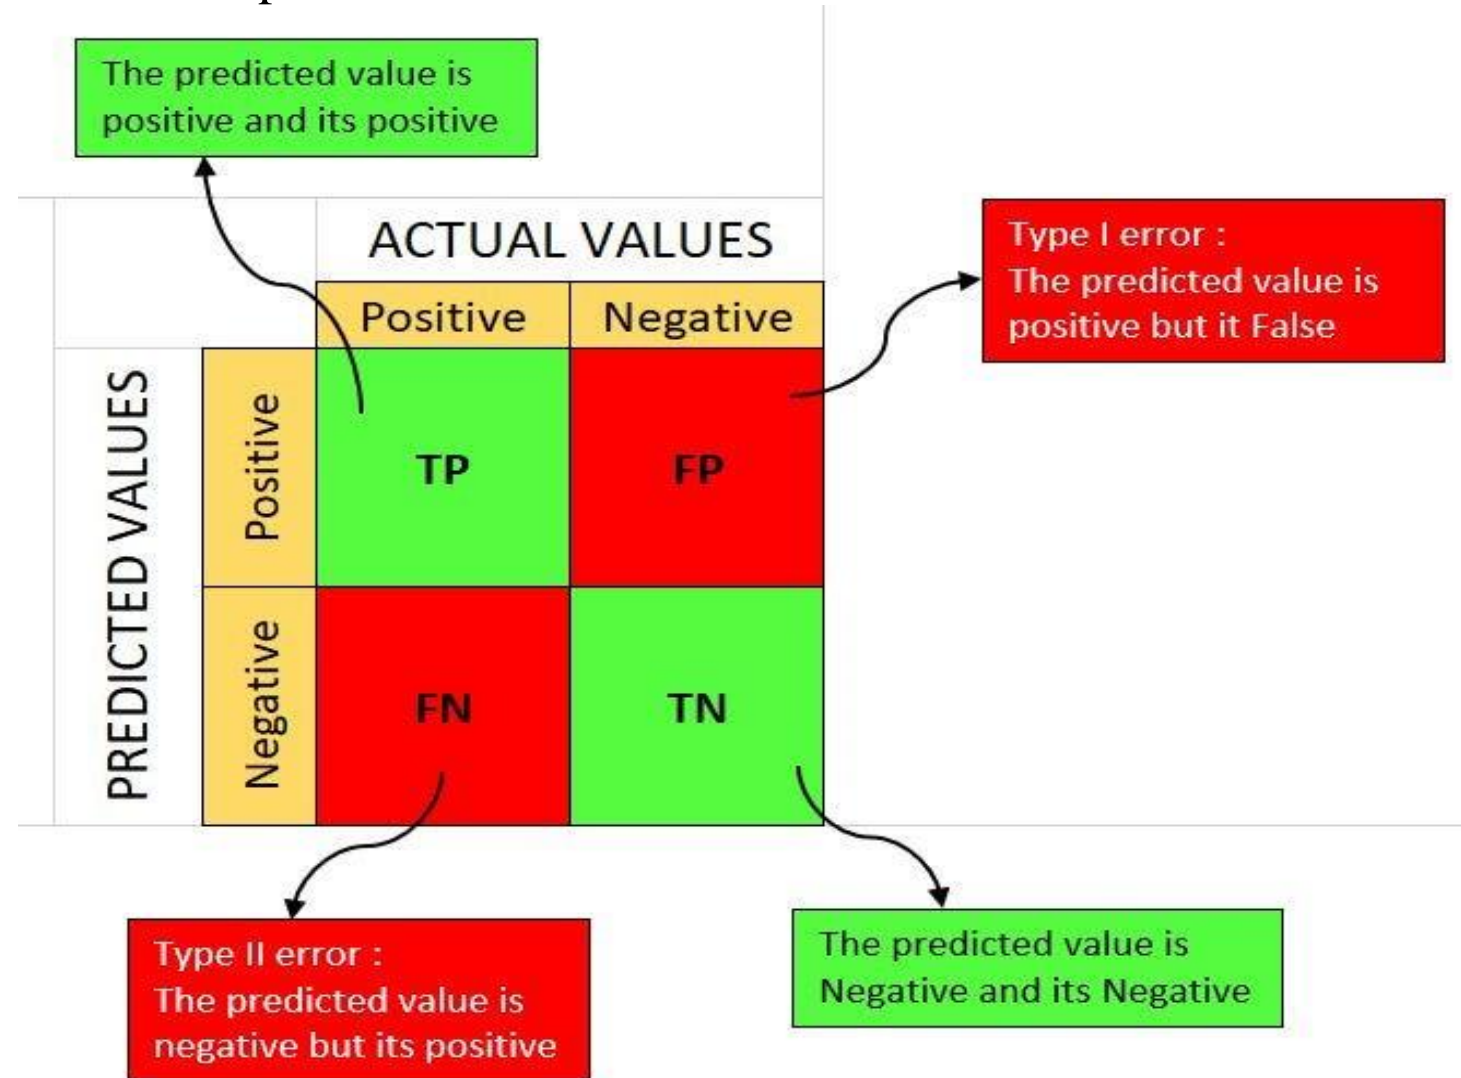 The predicted value is
positive and its positive
ACTUAL VALUES
Type I error :
The predicted value is
positive but it False
Positive
Negative
PREDICTED VALUES
Positive
TP
FP
Negative
FN
TN
Type II error :
The predicted value is
negative but its positive
The predicted value is
Negative and its Negative